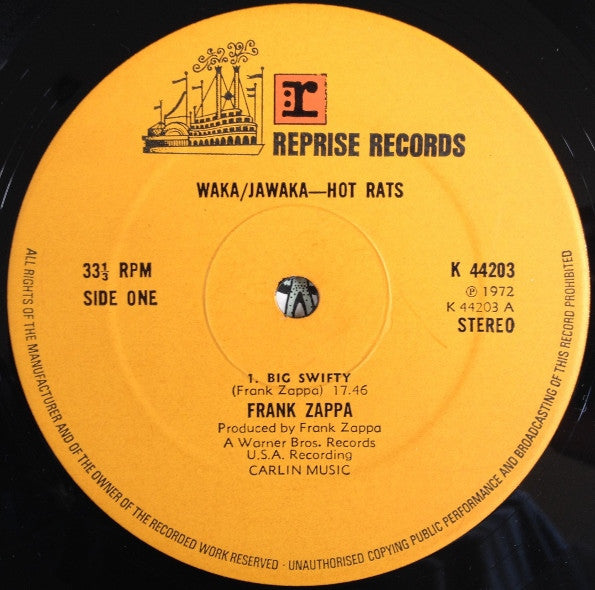 r
REPRISE RECORDS
WAKA/JAWAKA—HOT RATS
33⅓ RPM
SIDE ONE
K 44203
℗ 1972
K 44203 A
STEREO
1. BIG SWIFTY
(Frank Zappa) 17.46
FRANK ZAPPA
Produced by Frank Zappa
A Warner Bros. Records
U.S.A. Recording
CARLIN MUSIC
ALL RIGHTS OF THE MANUFACTURER AND OF THE OWNER OF THE RECORDED WORK RESERVED - UNAUTHORISED COPYING PUBLIC PERFORMANCE AND BROADCASTING OF THIS RECORD PROHIBITED